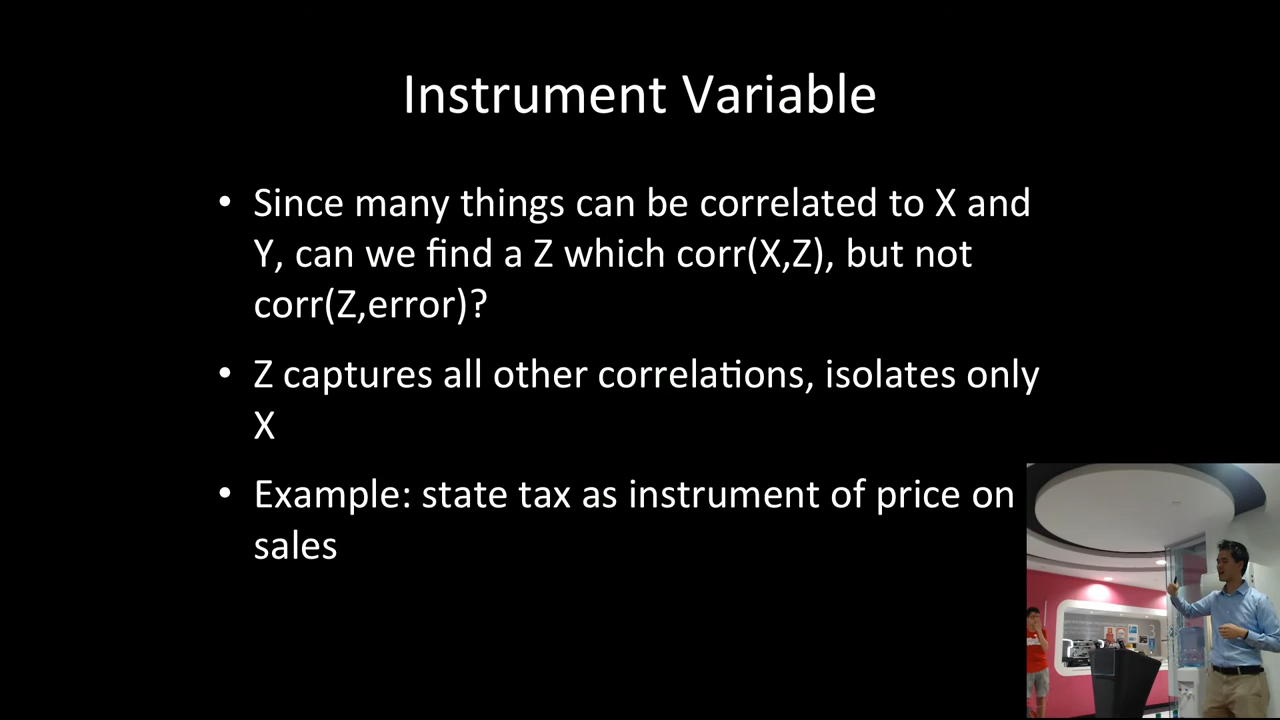 Instrument Variable
• Since many things can be correlated to X and
Y, can we find a Z which corr(X,Z), but not
corr(Z,error)?
• Z captures all other correlations, isolates only
X
• Example: state tax as instrument of price on
sales